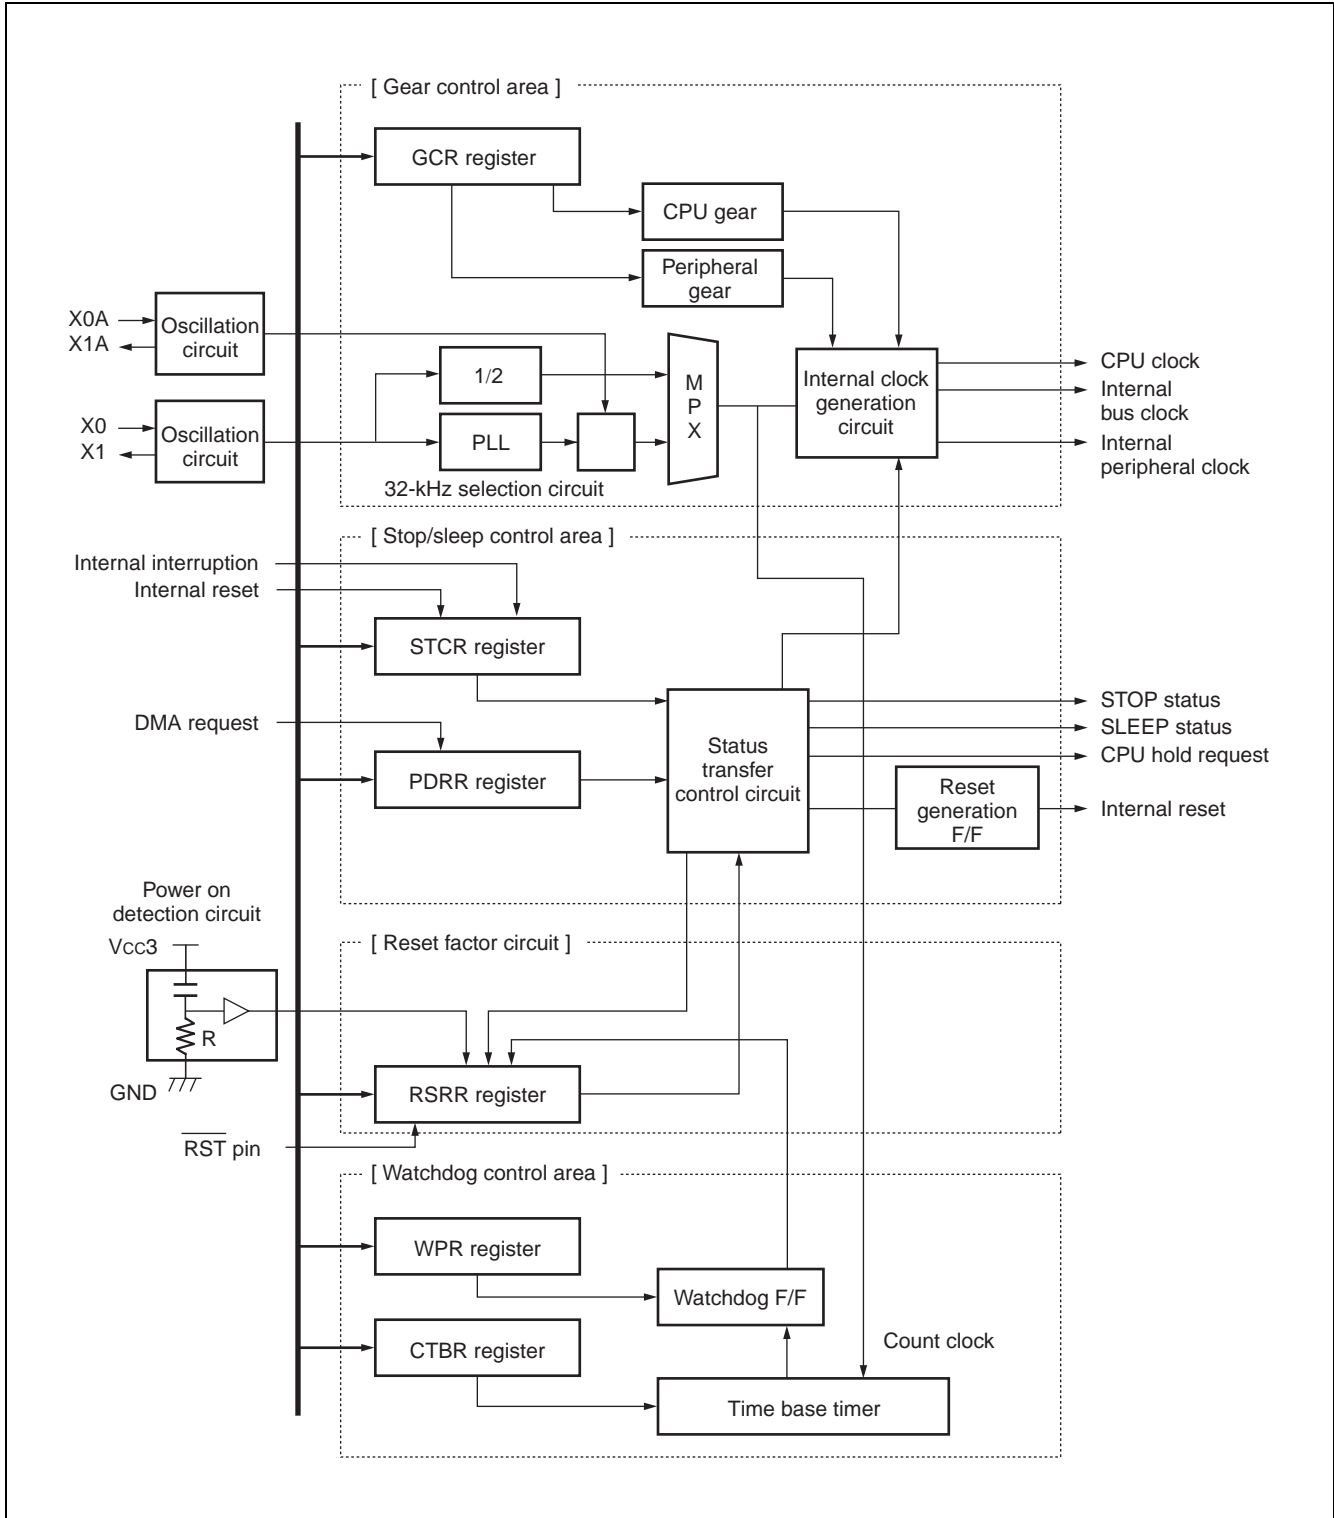 [ Gear control area ]
GCR register
CPU gear
Peripheral
gear
X0A
X1A
Oscillation
circuit
1/2
M
P
X
Internal clock
generation
circuit
CPU clock
Internal
bus clock
Internal
peripheral clock
X0
X1
Oscillation
circuit
PLL
32-kHz selection circuit
[ Stop/sleep control area ]
Internal interruption
Internal reset
STCR register
DMA request
PDRR register
Status
transfer
control circuit
STOP status
SLEEP status
CPU hold request
Reset
generation
F/F
Internal reset
Power on
detection circuit
VCC3
R
GND
[ Reset factor circuit ]
RSRR register
RST pin
[ Watchdog control area ]
WPR register
Watchdog F/F
CTBR register
Count clock
Time base timer